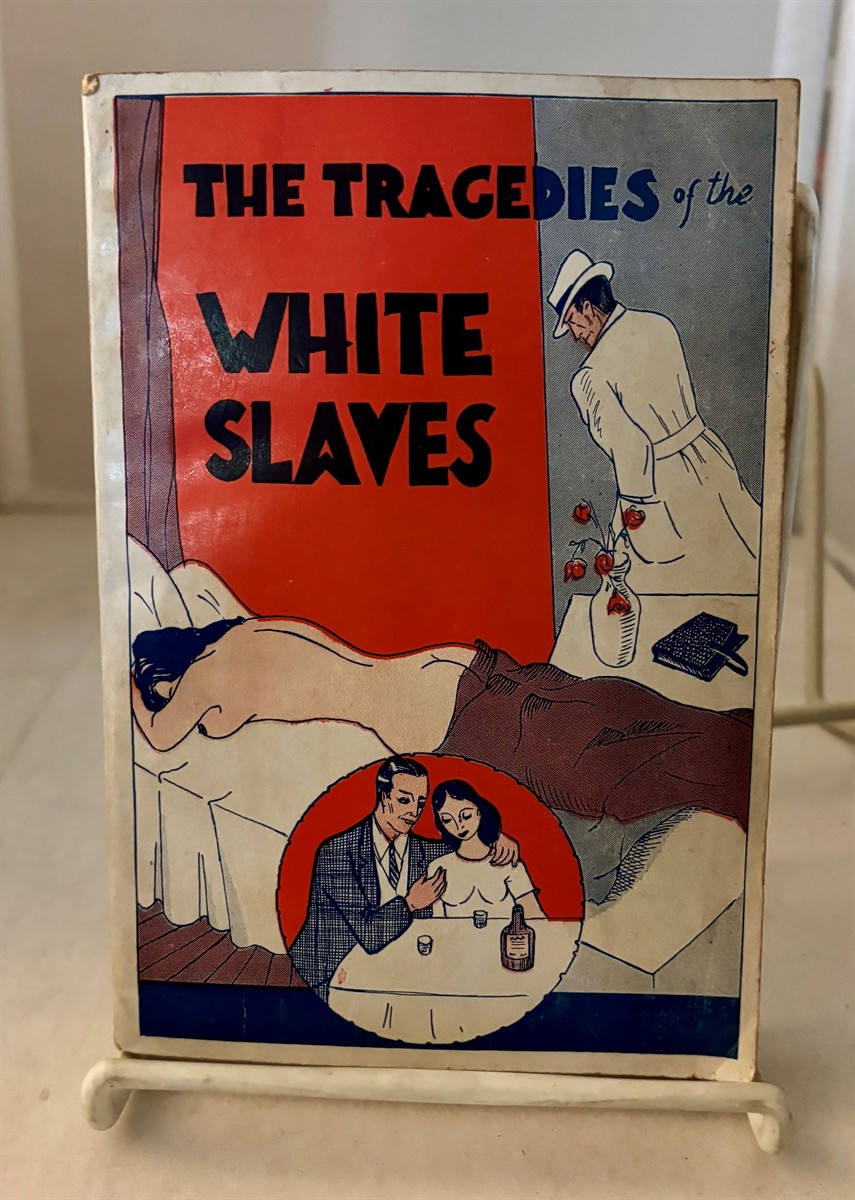 THE TRAGEDIES of the
WHITE
SLAVES